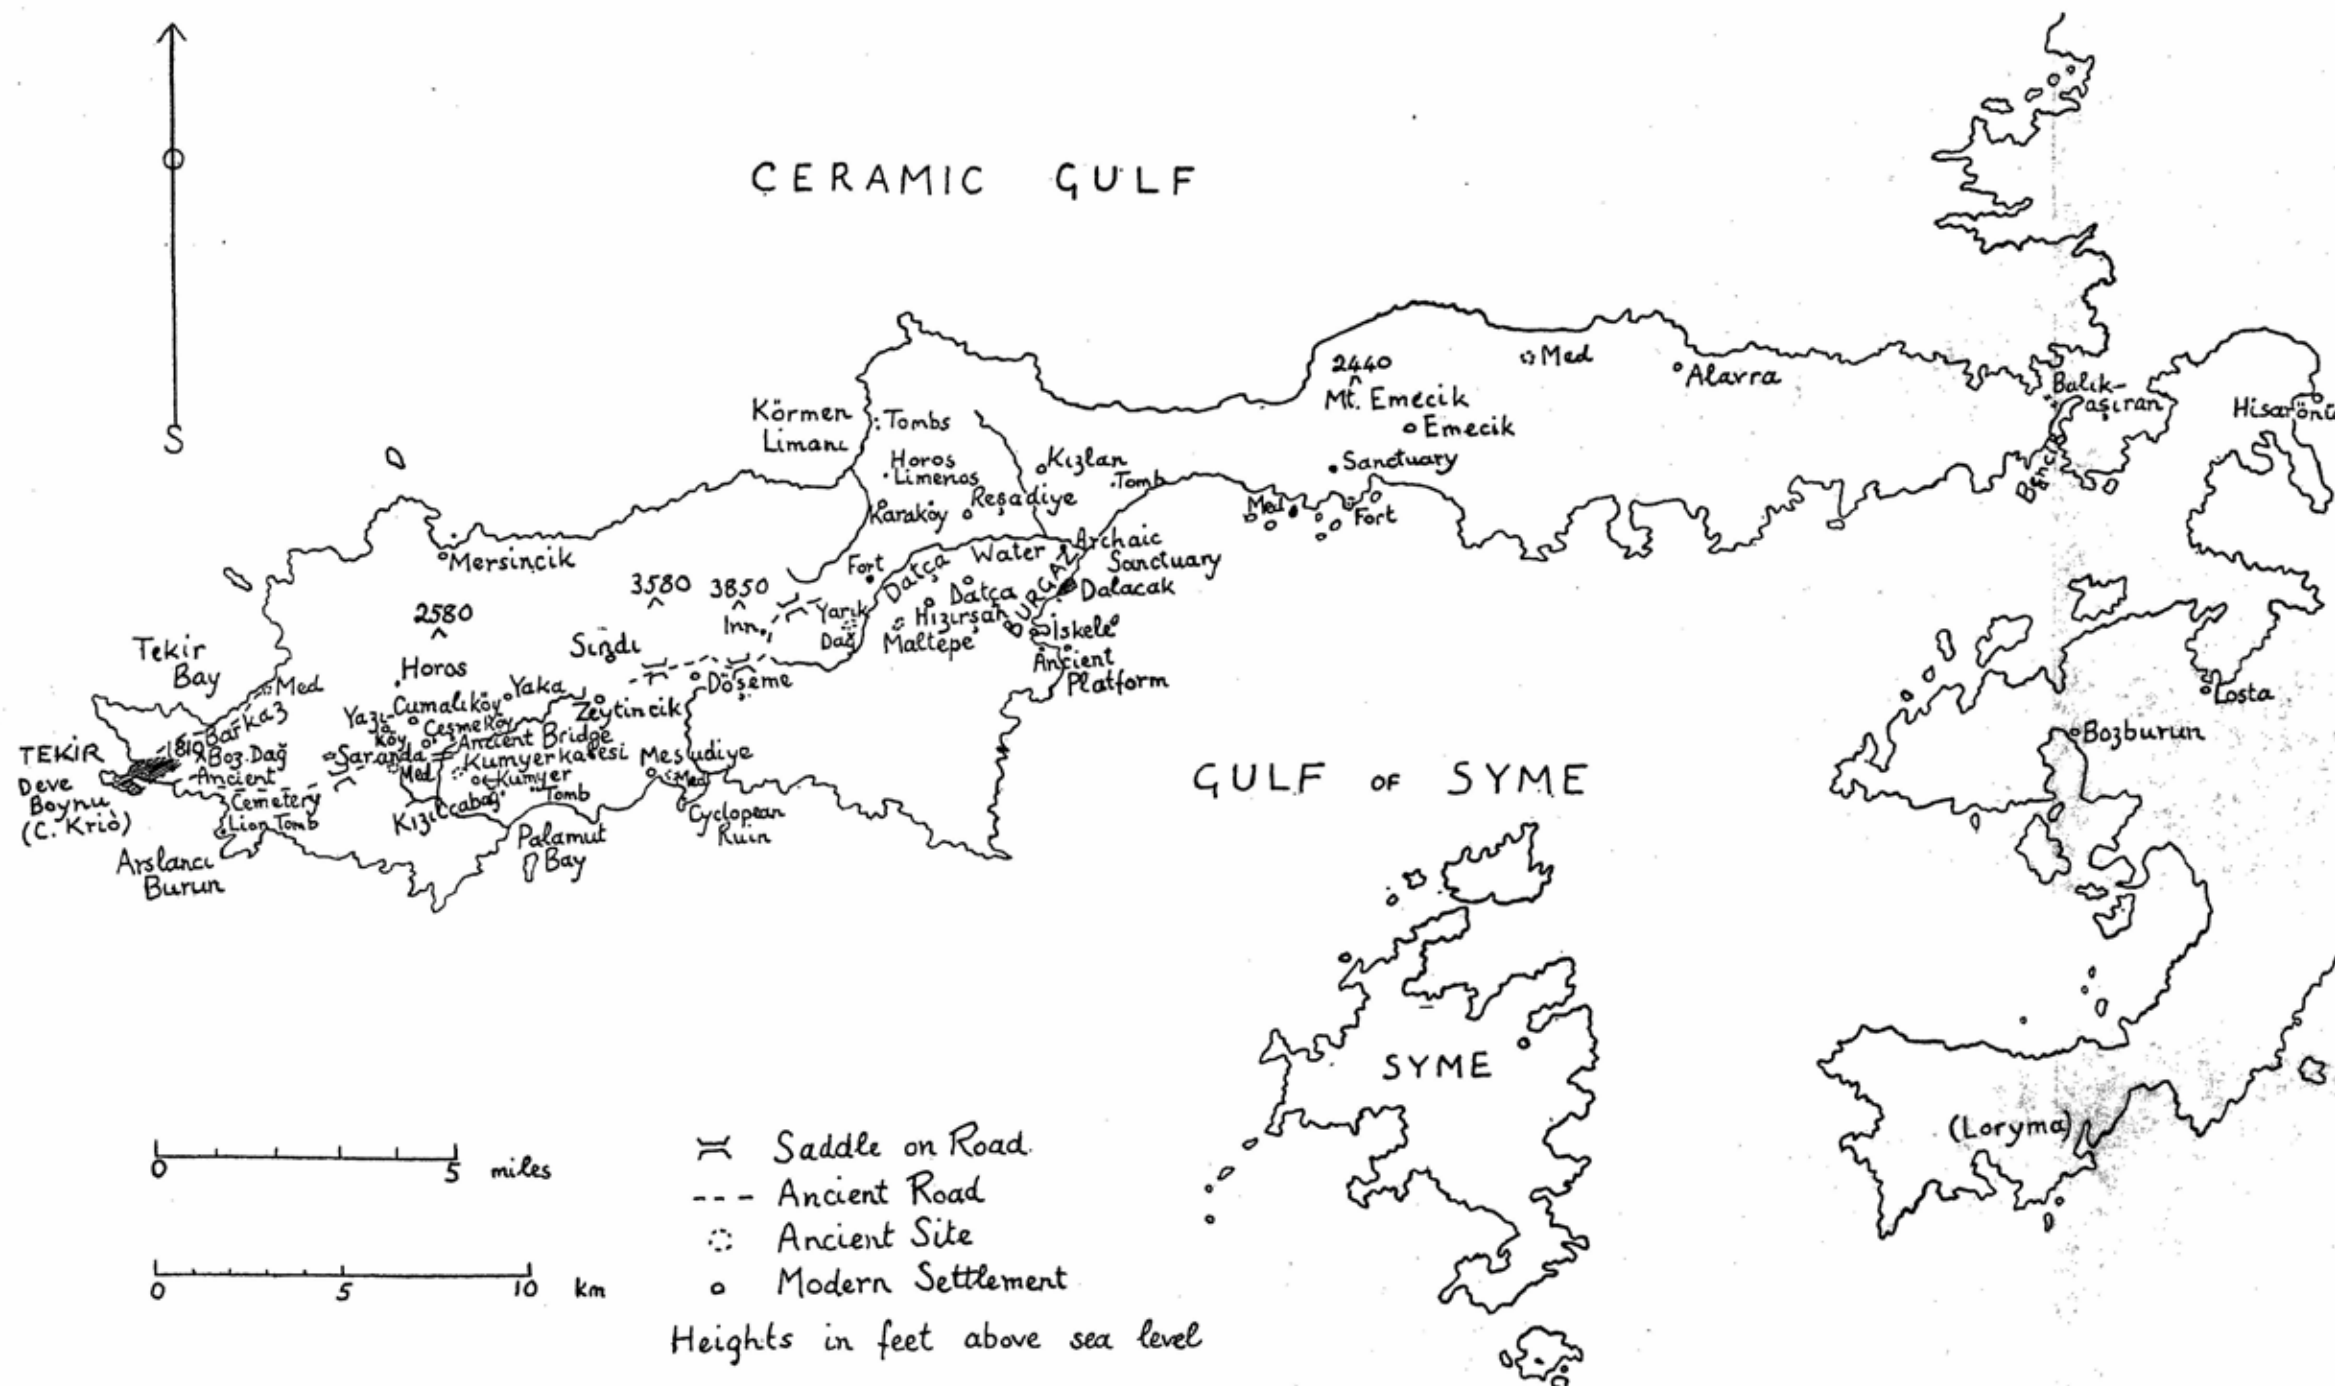 CERAMIC GULF
S
2440
Mt. Emecik
Emecik
Med
Alavra
Balık-
aşıran
Hisarönü
Bencik
Körmen
Limanı
Tombs
Horos
Limenos
Kızlan
Tomb
Sanctuary
Reşadiye
Karaköy
Med
Fort
Mersincik
Fort
Datça
Water
Archaic
Sanctuary
BURGAZ
Dalacak
Datça
Hızırşah
Maltepe
İskele
Ancient
Platform
3580
3850
2580
Inn
Yarık
Dağ
Sındı
Döşeme
Tekir
Bay
Med
Horos
Cumalıköy
Yaka
Yazı-
köy
Çeşmeköy
Zeytincik
Ancient Bridge
Barkaz
1810
Boz Dağ
Saranda
Med
Kumyerkalesi
Kumyer
Mesudiye
Med
Tomb
TEKİR
Deve
Boynu
(C. Kriò)
Ancient
Cemetery
Lion Tomb
Kızılcabağ
Cyclopean
Ruin
Palamut
Bay
Arslancı
Burun
Losta
Bozburun
GULF OF SYME
SYME
(Loryma)
0 5 miles
0 5 10 km
Saddle on Road.
Ancient Road
Ancient Site
Modern Settlement
Heights in feet above sea level